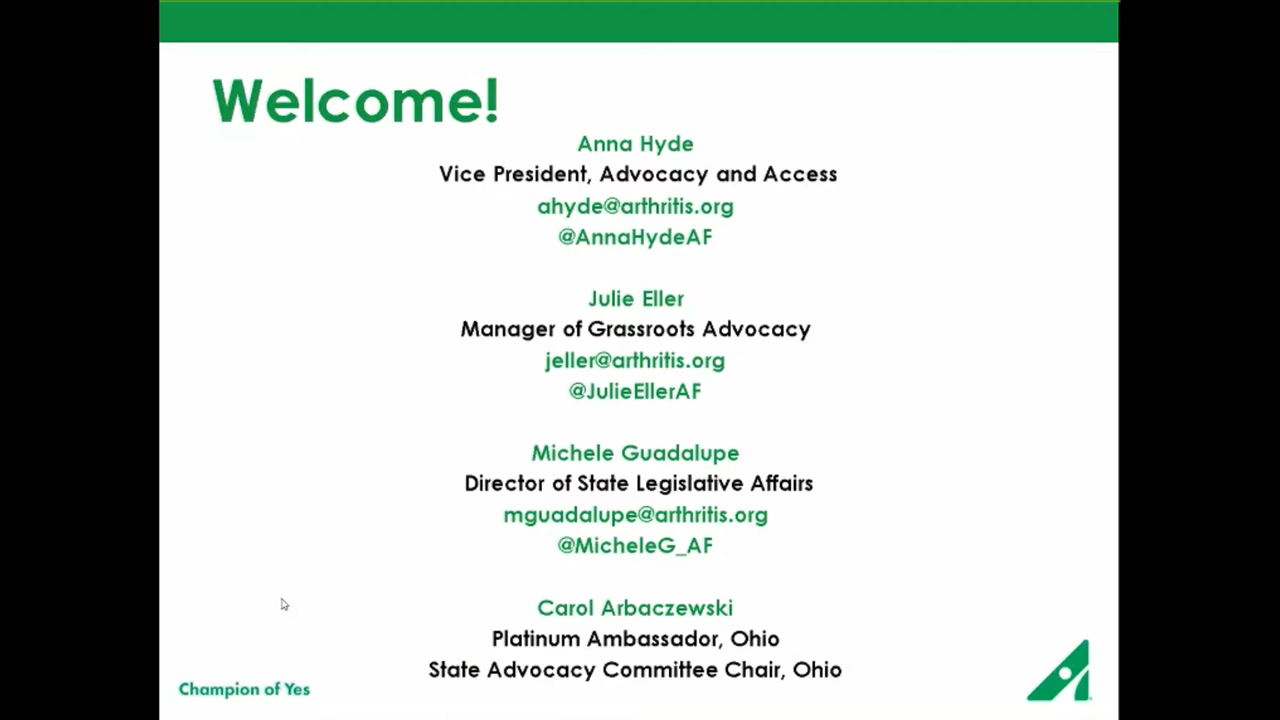 Welcome!
Anna Hyde
Vice President, Advocacy and Access
ahyde@arthritis.org
@AnnaHydeAF
Julie Eller
Manager of Grassroots Advocacy
jeller@arthritis.org
@JulieEllerAF
Michele Guadalupe
Director of State Legislative Affairs
mguadalupe@arthritis.org
@MicheleG_AF
Carol Arbaczewski
Platinum Ambassador, Ohio
State Advocacy Committee Chair, Ohio
Champion of Yes